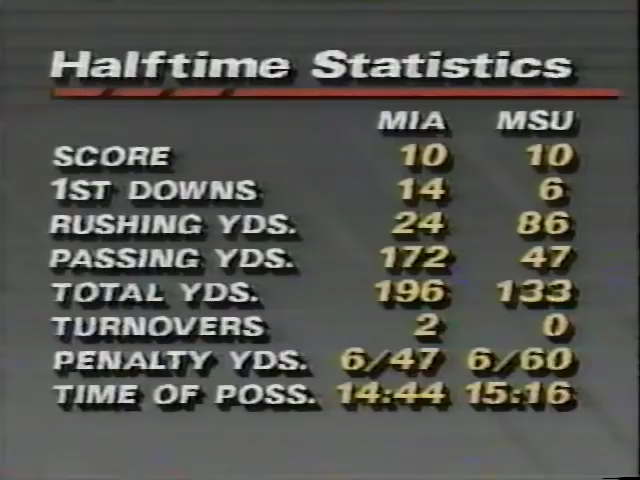 Halftime Statistics
MIA MSU
SCORE 10 10
1ST DOWNS 14 6
RUSHING YDS. 24 86
PASSING YDS. 172 47
TOTAL YDS. 196 133
TURNOVERS 2 0
PENALTY YDS. 6/47 6/60
TIME OF POSS. 14:44 15:16